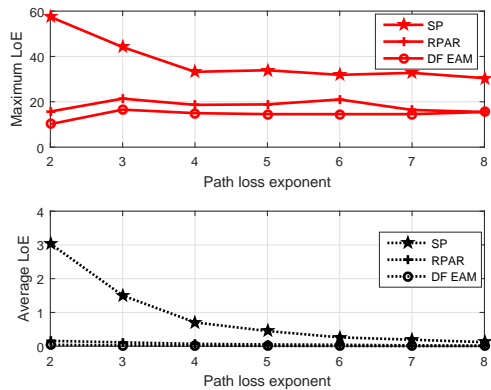 60
40
20
0
Maximum LoE
SP
RPAR
DF EAM
2 3 4 5 6 7 8
Path loss exponent
4
3
2
1
0
Average LoE
SP
RPAR
DF EAM
2 3 4 5 6 7 8
Path loss exponent